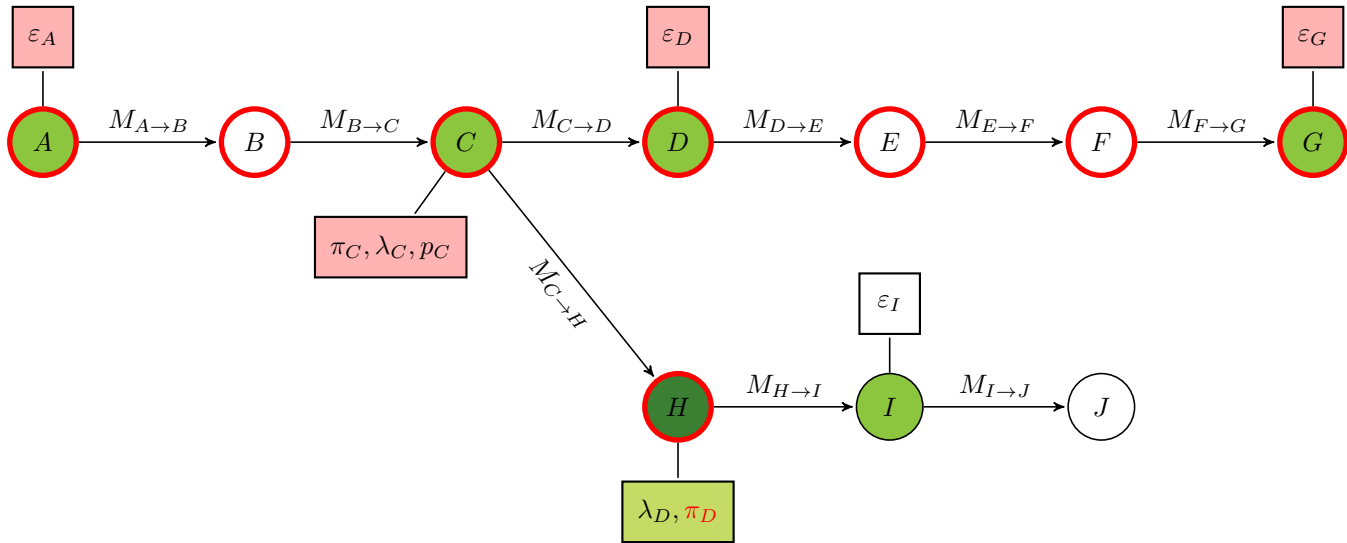 ε_A ε_D ε_G
M_{A→B} M_{B→C} M_{C→D} M_{D→E} M_{E→F} M_{F→G}
A B C D E F G
π_C, λ_C, p_C
M_{C→H}
ε_I
M_{H→I} M_{I→J}
H I J
λ_D, π_D